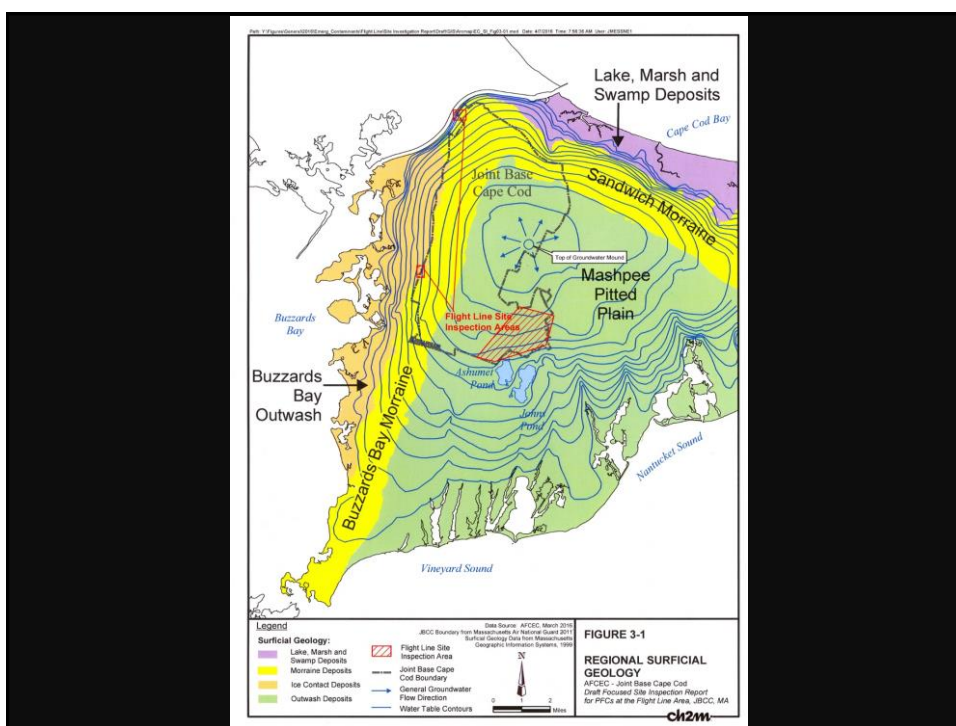 Lake, Marsh and
Swamp Deposits
Cape Cod Bay
Joint Base
Cape Cod
Sandwich Morraine
Top of Groundwater Mound
Mashpee
Pitted
Plain
Buzzards
Bay
Flight Line Site
Inspection Areas
Buzzards
Bay
Outwash
Ashumet
Pond
Johns
Pond
Buzzards Bay Morraine
Nantucket Sound
Vineyard Sound
Legend
Surficial Geology:
Lake, Marsh and
Swamp Deposits
Morraine Deposits
Ice Contact Deposits
Outwash Deposits
Flight Line Site
Inspection Area
Joint Base Cape
Cod Boundary
General Groundwater
Flow Direction
Water Table Contours
Data Source: AFCEC, March 2016
JBCC Boundary from Massachusetts Air National Guard 2011
Surficial Geology Data from Massachusetts
Geographic Information Systems, 1999
N
0 1 2
Miles
FIGURE 3-1
REGIONAL SURFICIAL
GEOLOGY
AFCEC - Joint Base Cape Cod
Draft Focused Site Inspection Report
for PFCs at the Flight Line Area, JBCC, MA
ch2m